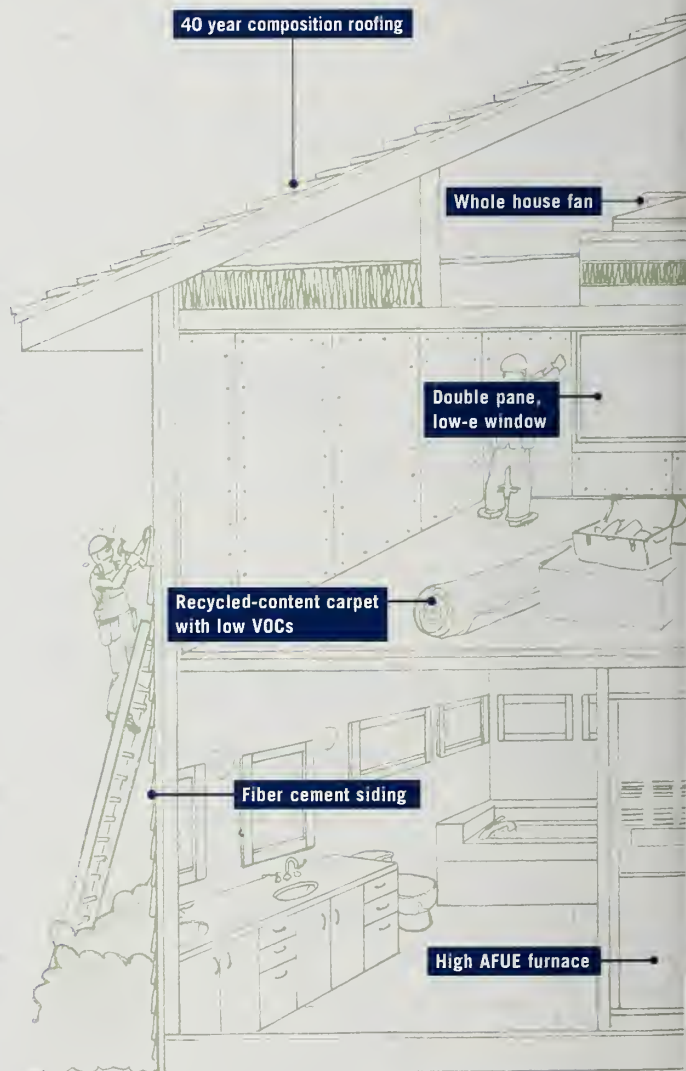 40 year composition roofing
Whole house fan
Double pane,
low-e window
Recycled-content carpet
with low VOCs
Fiber cement siding
High AFUE furnace